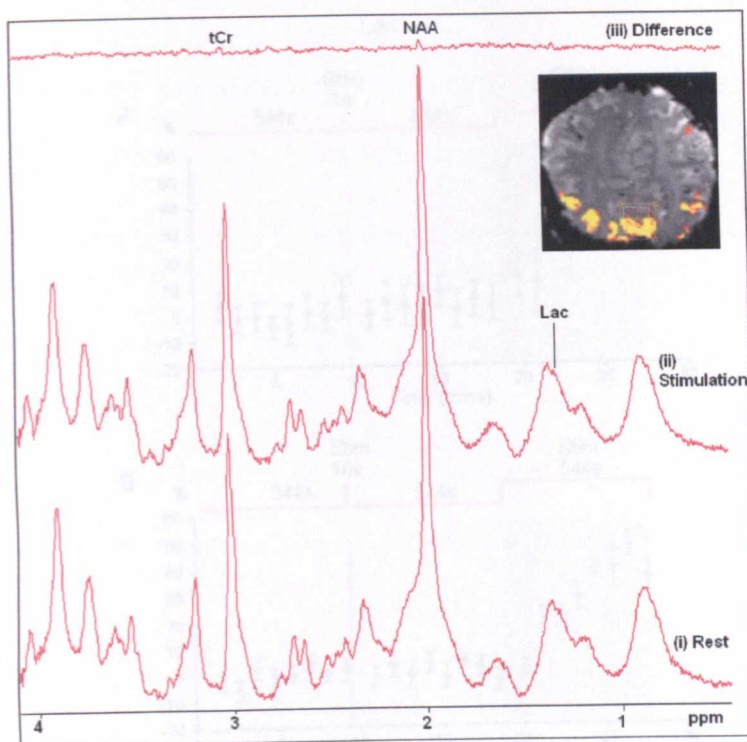 tCr
NAA
(iii) Difference
Lac
(ii)
Stimulation
(i) Rest
4
3
2
1
ppm